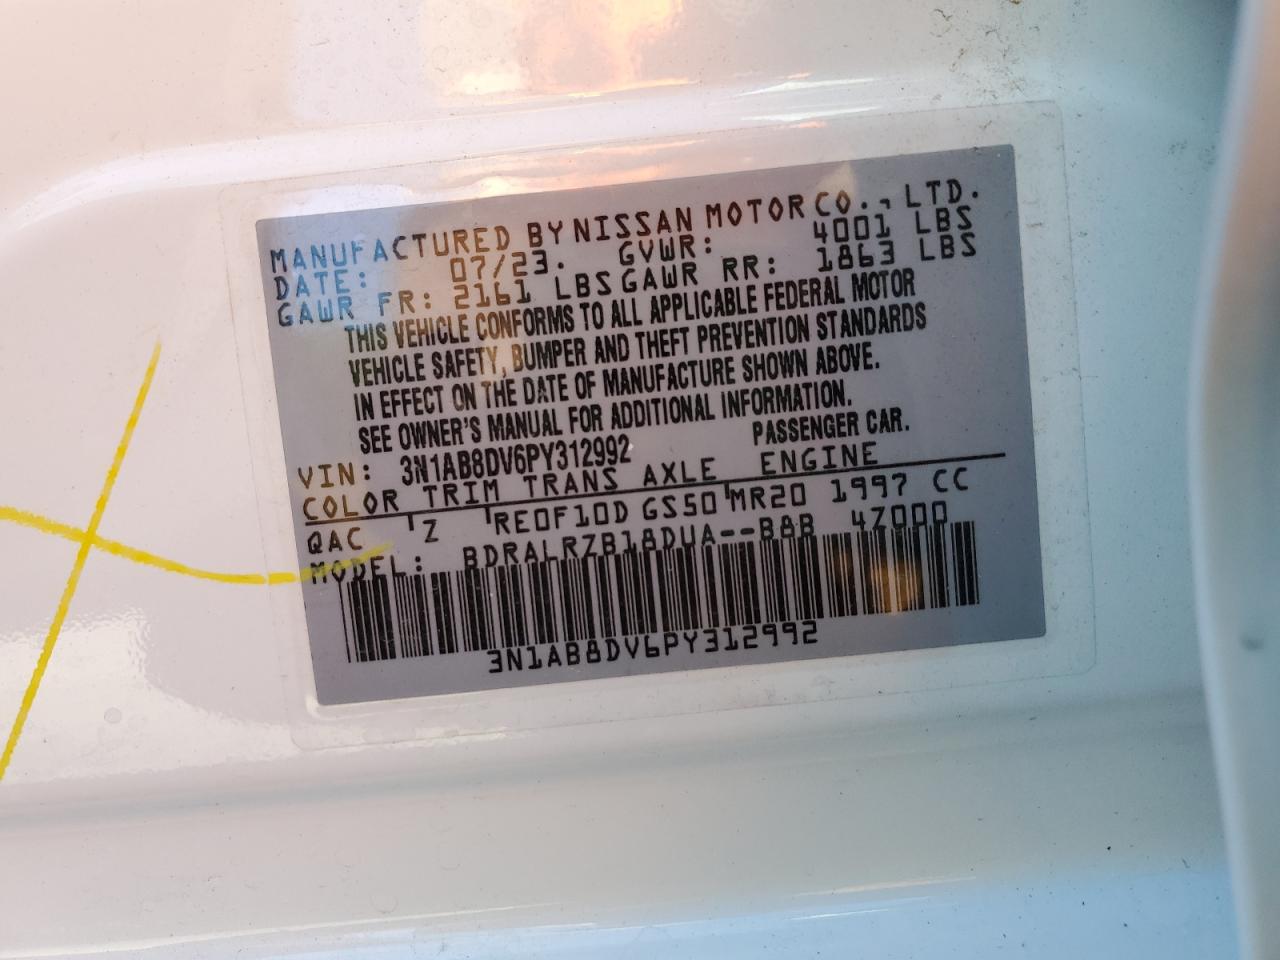 MANUFACTURED BY NISSAN MOTOR CO., LTD.
DATE: 07/23. GVWR: 4001 LBS
GAWR FR: 2161 LBS GAWR RR: 1863 LBS
THIS VEHICLE CONFORMS TO ALL APPLICABLE FEDERAL MOTOR
VEHICLE SAFETY, BUMPER AND THEFT PREVENTION STANDARDS
IN EFFECT ON THE DATE OF MANUFACTURE SHOWN ABOVE.
SEE OWNER'S MANUAL FOR ADDITIONAL INFORMATION.
VIN: 3N1AB8DV6PY312992 PASSENGER CAR.
COLOR TRIM TRANS AXLE ENGINE
QAC Z RE0F10D GS50 MR20 1997 CC
MODEL: BDRALRZB18DUA--B8B 4Z000
3N1AB8DV6PY312992